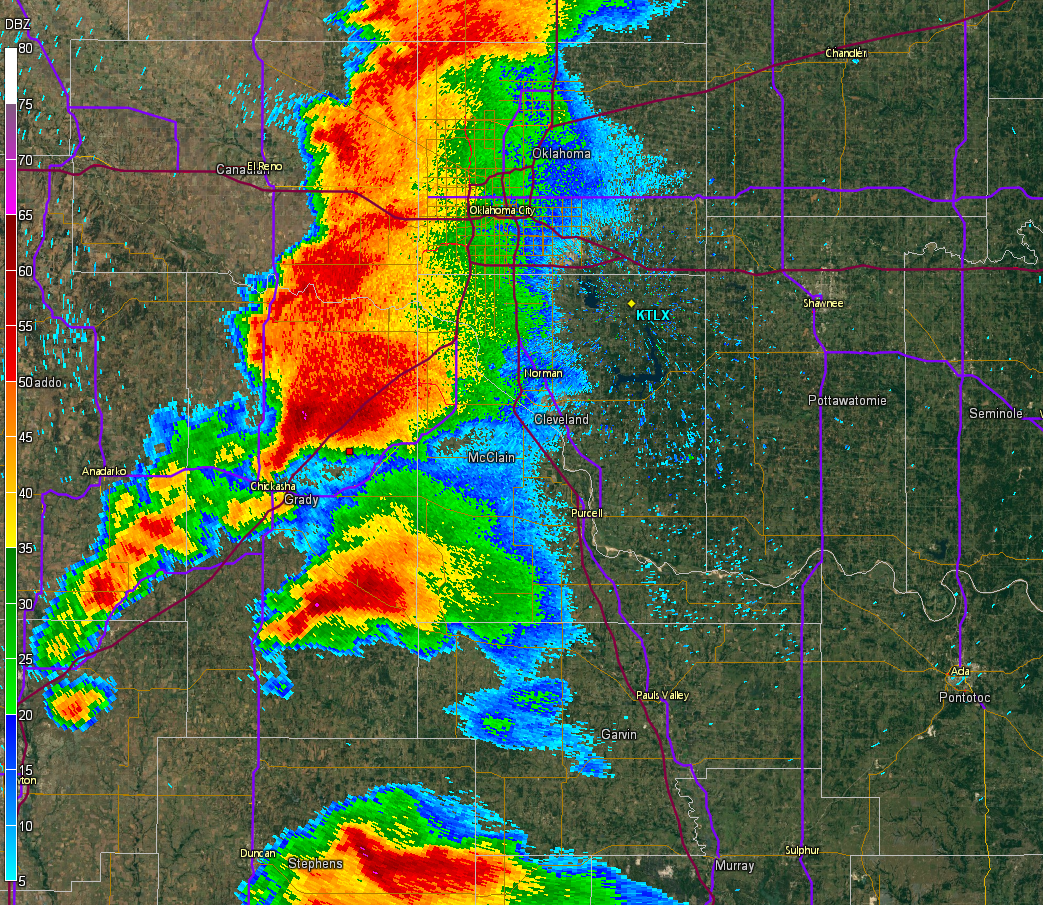 DBZ
80
75
70
65
60
55
50
45
40
35
30
25
20
15
10
5
Chandler
Oklahoma
Canadian
El Reno
Oklahoma City
KTLX
Shawnee
Norman
addo
Pottawatomie
Seminole
Cleveland
McClain
Anadarko
Chickasha
Grady
Purcell
Ada
Pauls Valley
Pontotoc
Garvin
ton
Duncan
Stephens
Sulphur
Murray